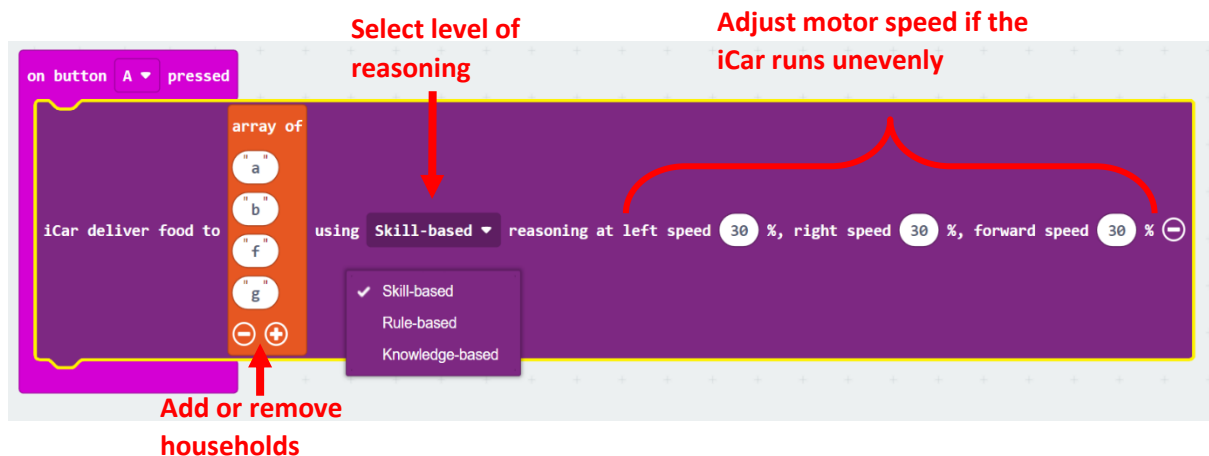 Select level of
reasoning
Adjust motor speed if the
iCar runs unevenly
on button A pressed
array of
"a"
"b"
"f"
"g"
iCar deliver food to using Skill-based reasoning at left speed 30 %, right speed 30 %, forward speed 30 %
Skill-based
Rule-based
Knowledge-based
Add or remove
households